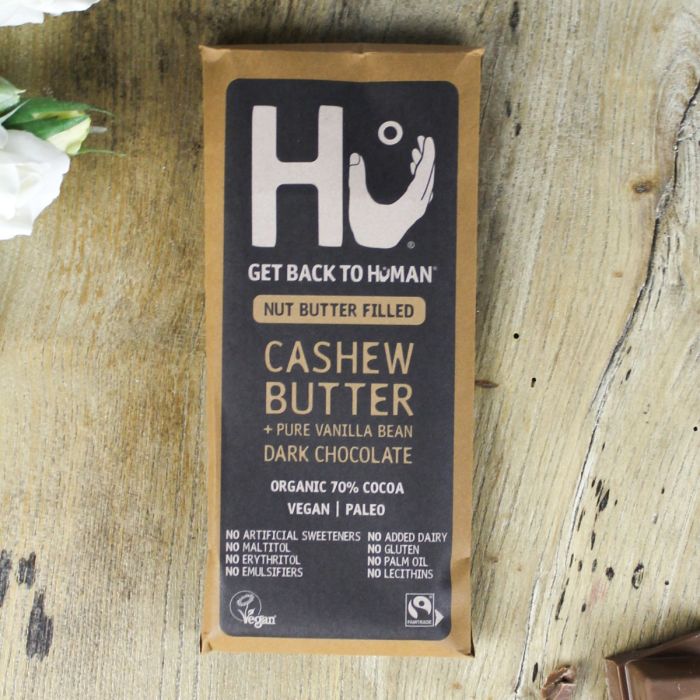 Hu
®
GET BACK TO HUMAN®
NUT BUTTER FILLED
CASHEW
BUTTER
+ PURE VANILLA BEAN
DARK CHOCOLATE
ORGANIC 70% COCOA
VEGAN | PALEO
NO ARTIFICIAL SWEETENERS NO ADDED DAIRY
NO MALTITOL NO GLUTEN
NO ERYTHRITOL NO PALM OIL
NO EMULSIFIERS NO LECITHINS
Vegan
FAIRTRADE